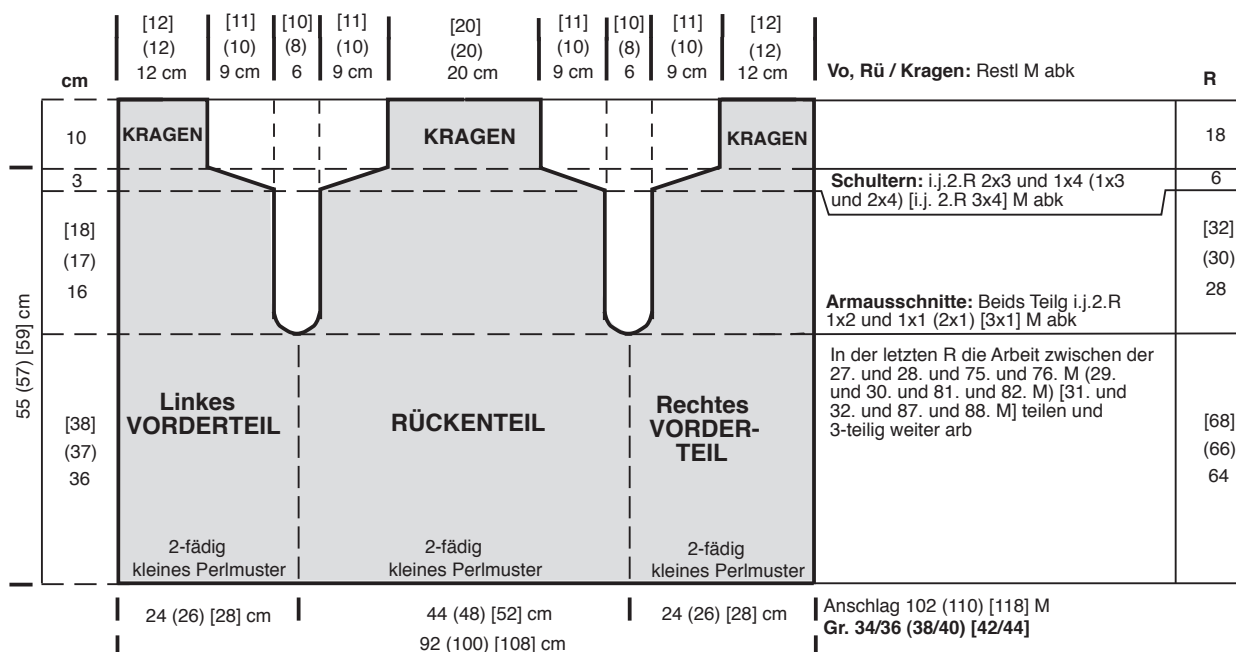 [12] [11] [10] [11] [20] [11] [10] [11] [12]
(12) (10) (8) (10) (20) (10) (8) (10) (12)
12 cm 9 cm 6 9 cm 20 cm 9 cm 6 9 cm 12 cm
Vo, Rü / Kragen: Restl M abk
cm
R
10
KRAGEN
KRAGEN
KRAGEN
18
3
Schultern: i.j.2.R 2x3 und 1x4 (1x3
und 2x4) [i.j. 2.R 3x4] M abk
6
[18]
(17)
16
[32]
(30)
28
Armausschnitte: Beids Teilg i.j.2.R
1x2 und 1x1 (2x1) [3x1] M abk
55 (57) [59] cm
In der letzten R die Arbeit zwischen der
27. und 28. und 75. und 76. M (29.
und 30. und 81. und 82. M) [31. und
32. und 87. und 88. M] teilen und
3-teilig weiter arb
[38]
(37)
36
Linkes
VORDERTEIL
RÜCKENTEIL
Rechtes
VORDER-
TEIL
[68]
(66)
64
2-fädig
kleines Perlmuster
2-fädig
kleines Perlmuster
2-fädig
kleines Perlmuster
24 (26) [28] cm
44 (48) [52] cm
24 (26) [28] cm
92 (100) [108] cm
Anschlag 102 (110) [118] M
Gr. 34/36 (38/40) [42/44]